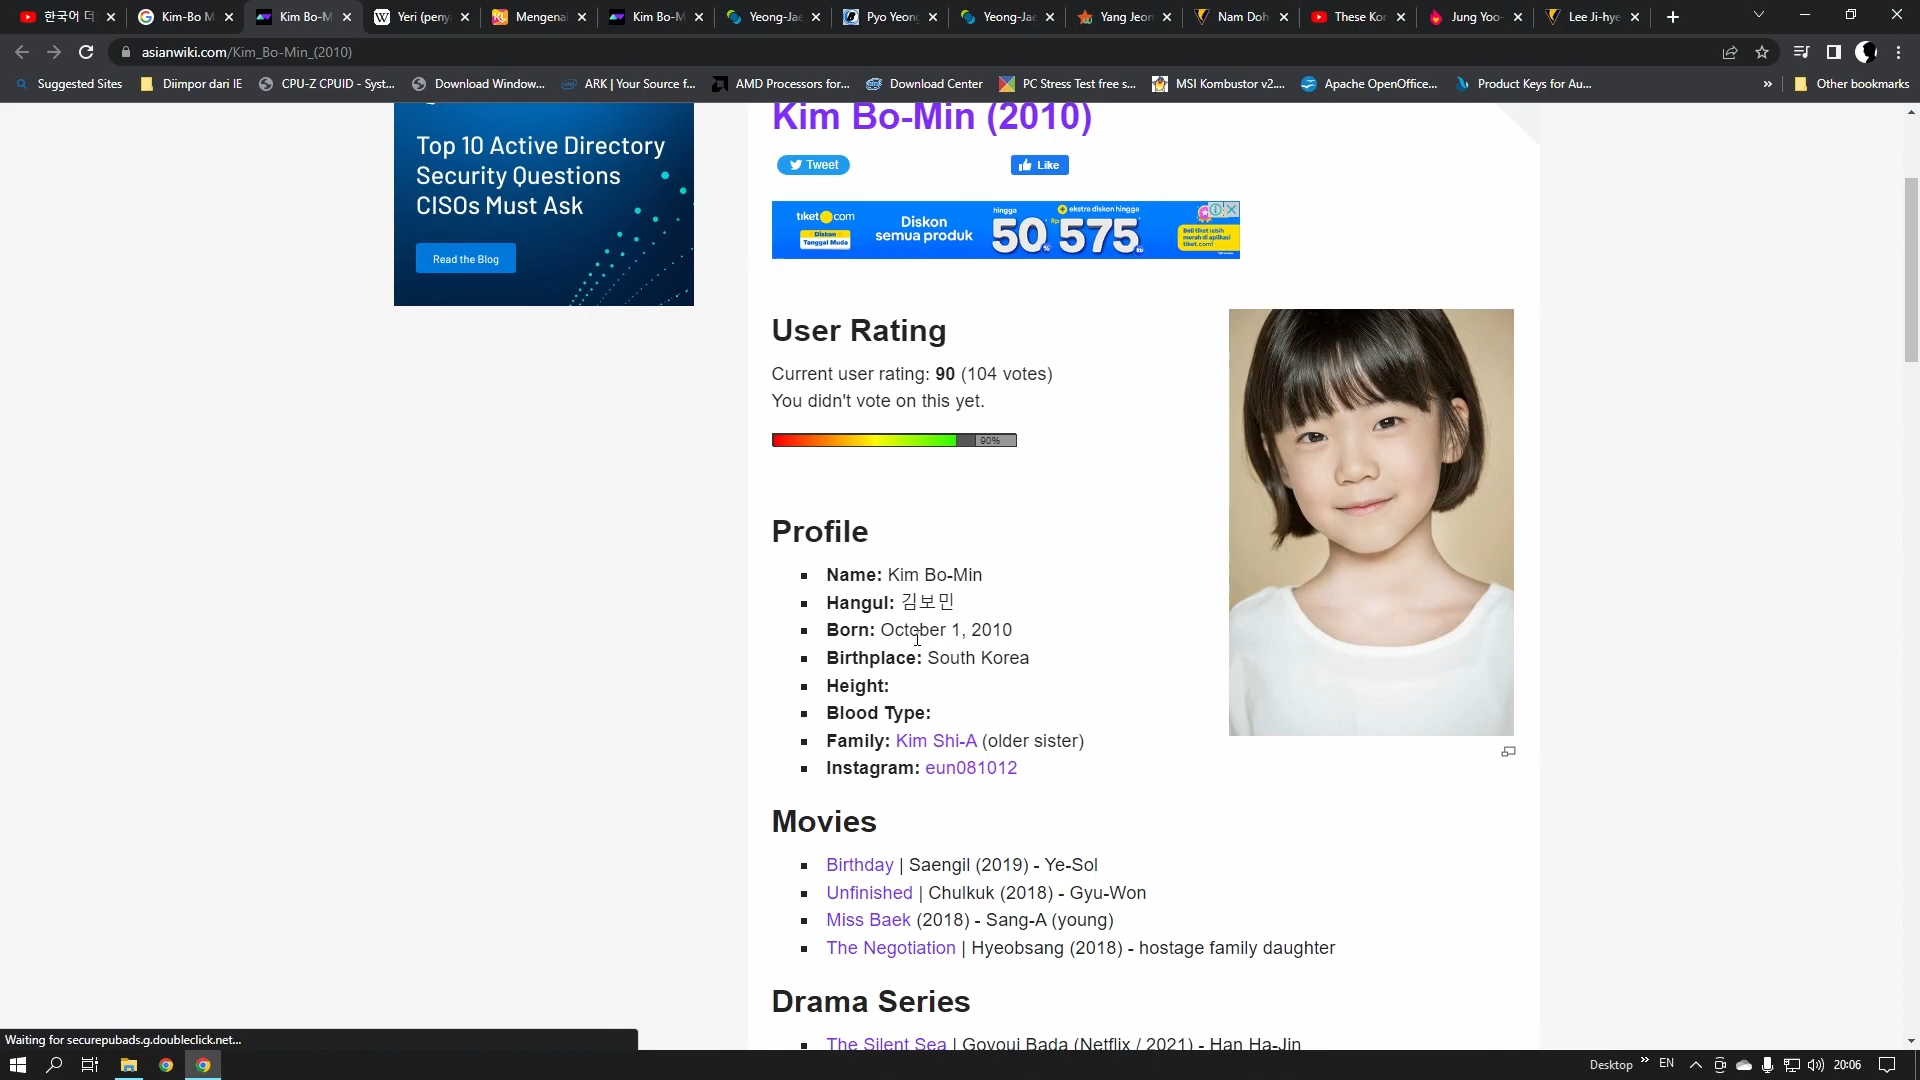 한국어 더
Kim-Bo M
Kim Bo-M
Yeri (peny
Mengenal
Kim Bo-M
Yeong-Jae
Pyo Yeong
Yeong-Jae
Yang Jeon
Nam Doh
These Kor
Jung Yoo-
Lee Ji-hye
asianwiki.com/Kim_Bo-Min_(2010)
Suggested Sites
Diimpor dari IE
CPU-Z CPUID - Syst...
Download Window...
ARK | Your Source f...
AMD Processors for...
Download Center
PC Stress Test free s...
MSI Kombustor v2....
Apache OpenOffice...
Product Keys for Au...
»
Other bookmarks
Top 10 Active Directory
Security Questions
CISOs Must Ask
Read the Blog
Kim Bo-Min (2010)
Tweet
Like
tiket.com
Diskon
Tanggal Muda
Diskon
semua produk
hingga
50%
ekstra diskon hingga
Rp 575 rb
Beli tiket lebih
murah di aplikasi
tiket.com!
User Rating
Current user rating: 90 (104 votes)
You didn't vote on this yet.
90%
Profile
Name: Kim Bo-Min
Hangul: 김보민
Born: October 1, 2010
Birthplace: South Korea
Height:
Blood Type:
Family: Kim Shi-A (older sister)
Instagram: eun081012
Movies
Birthday | Saengil (2019) - Ye-Sol
Unfinished | Chulkuk (2018) - Gyu-Won
Miss Baek (2018) - Sang-A (young)
The Negotiation | Hyeobsang (2018) - hostage family daughter
Drama Series
The Silent Sea | Goyoui Bada (Netflix / 2021) - Han Ha-Jin
Waiting for securepubads.g.doubleclick.net...
Desktop
»
EN
20:06